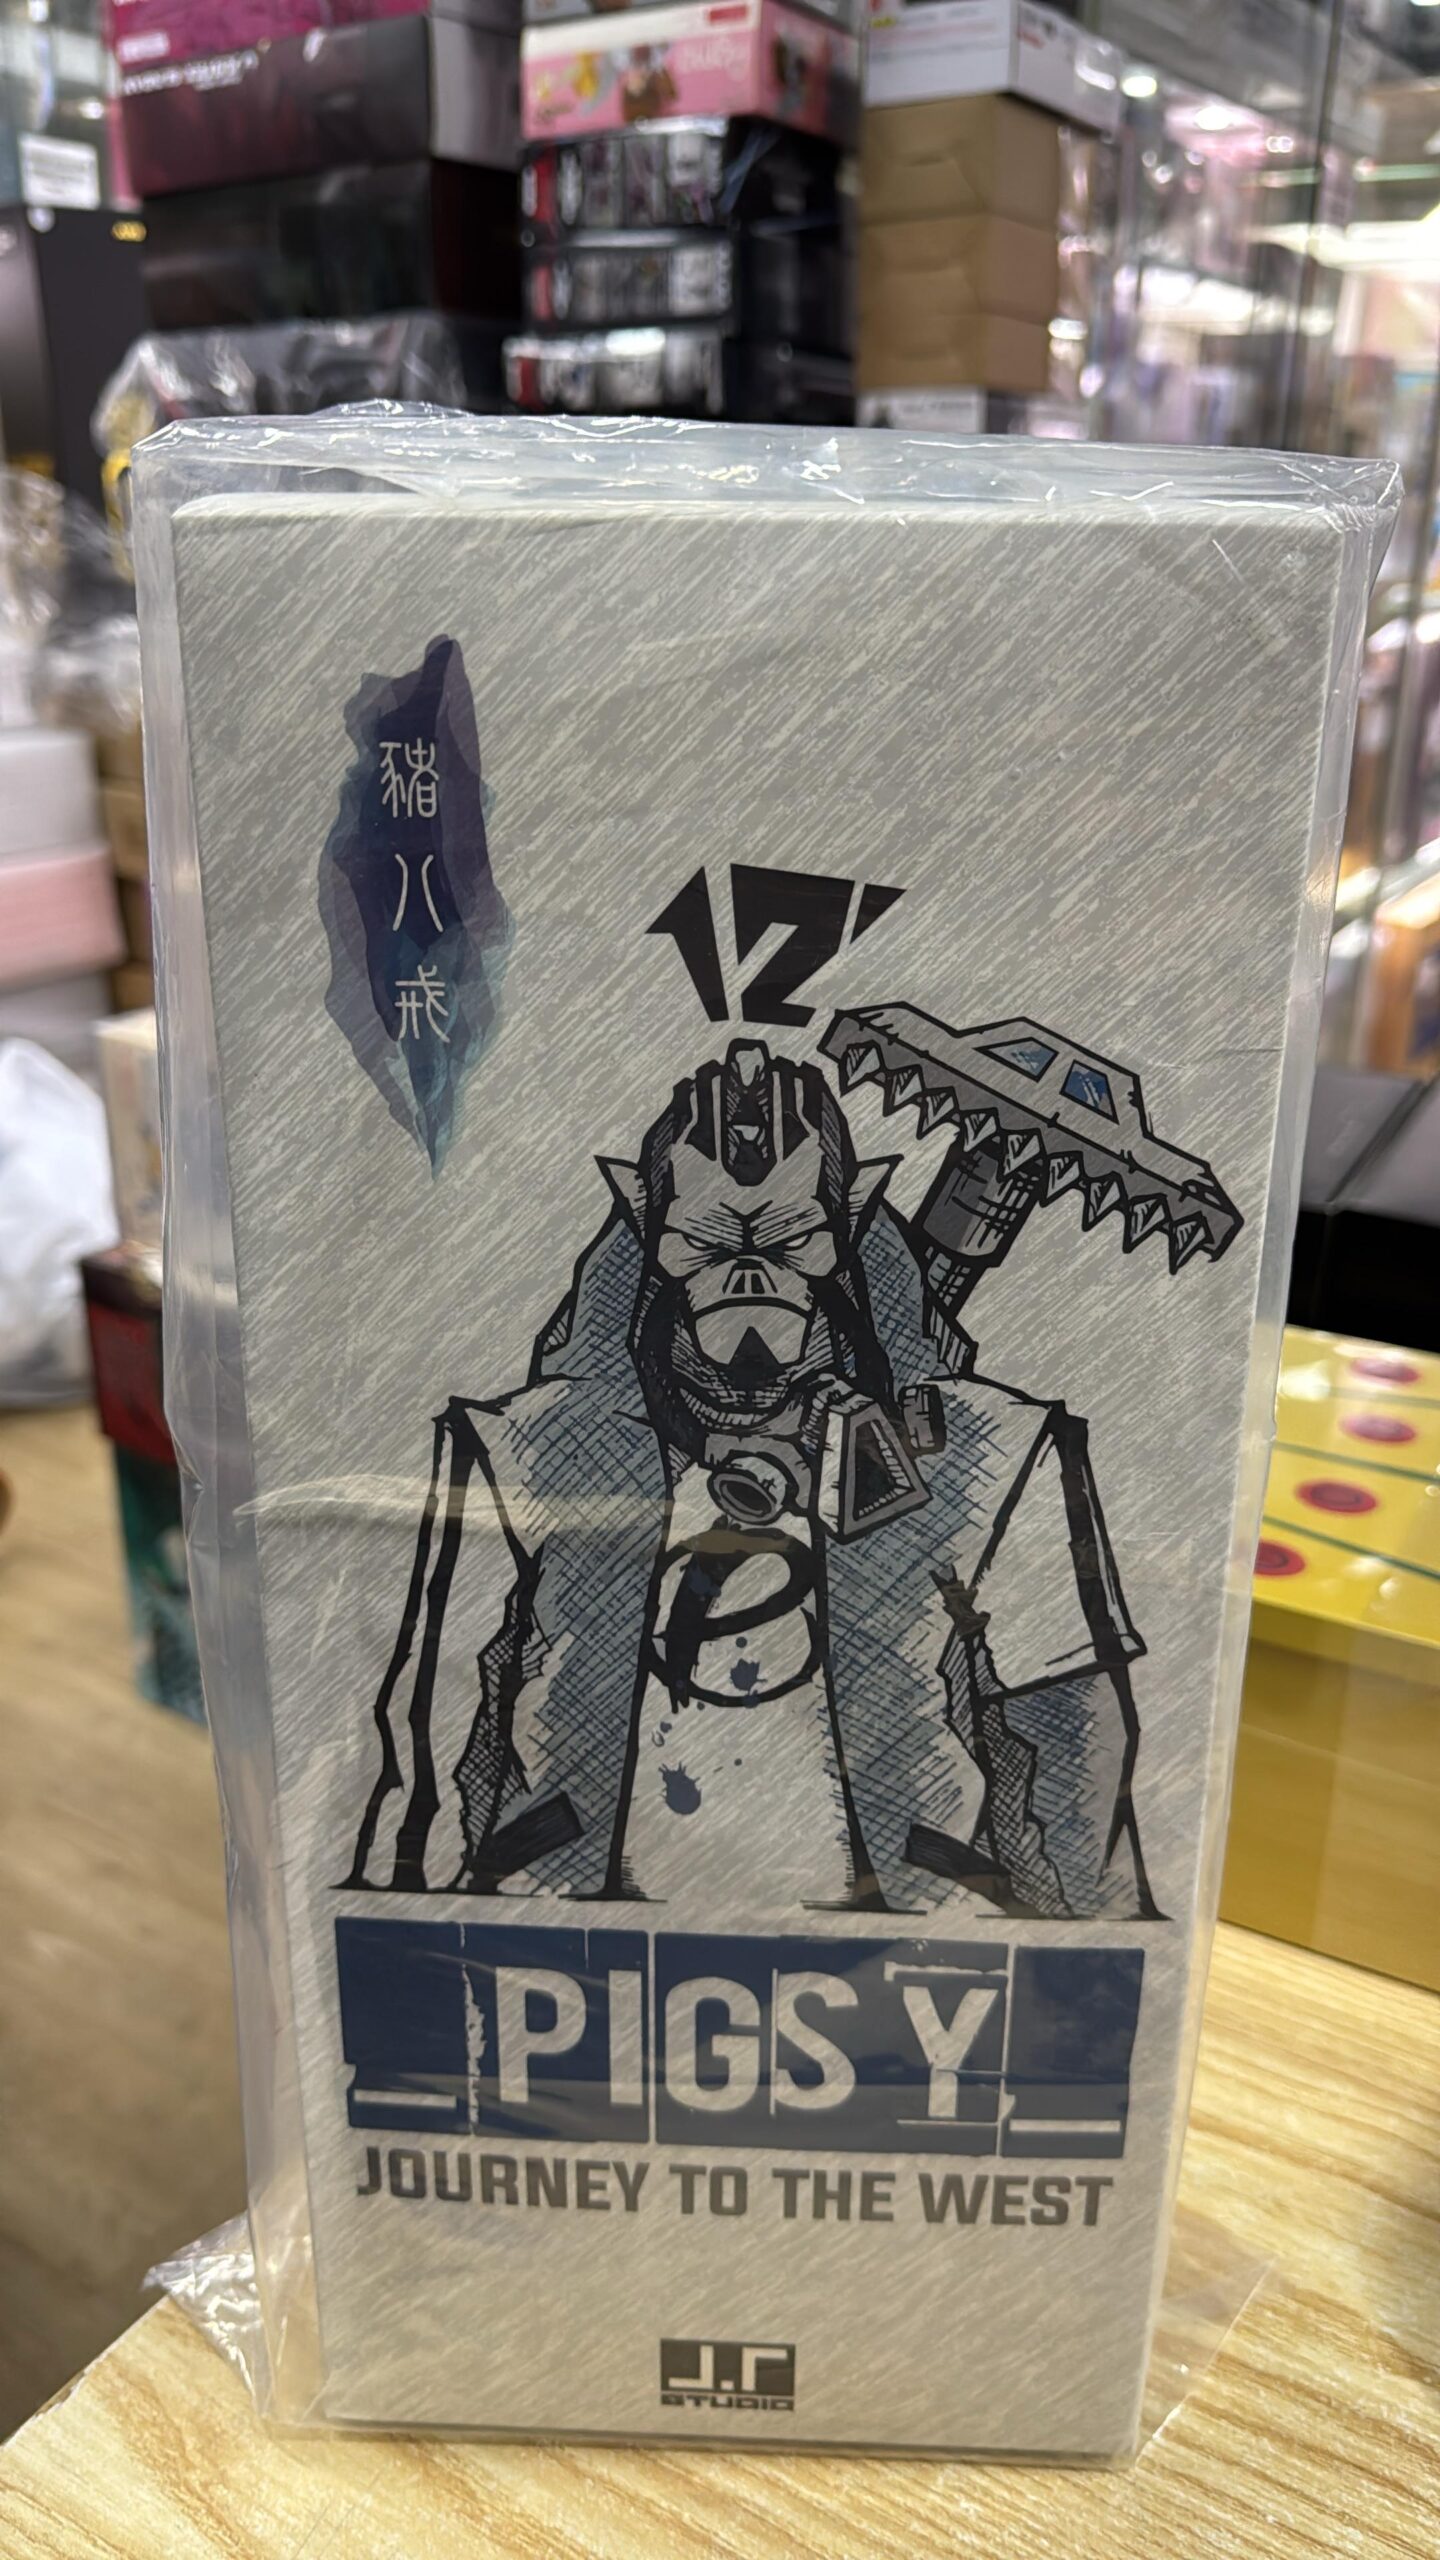 豬八戒
12"
PIGSY
JOURNEY TO THE WEST
J.T
STUDIO